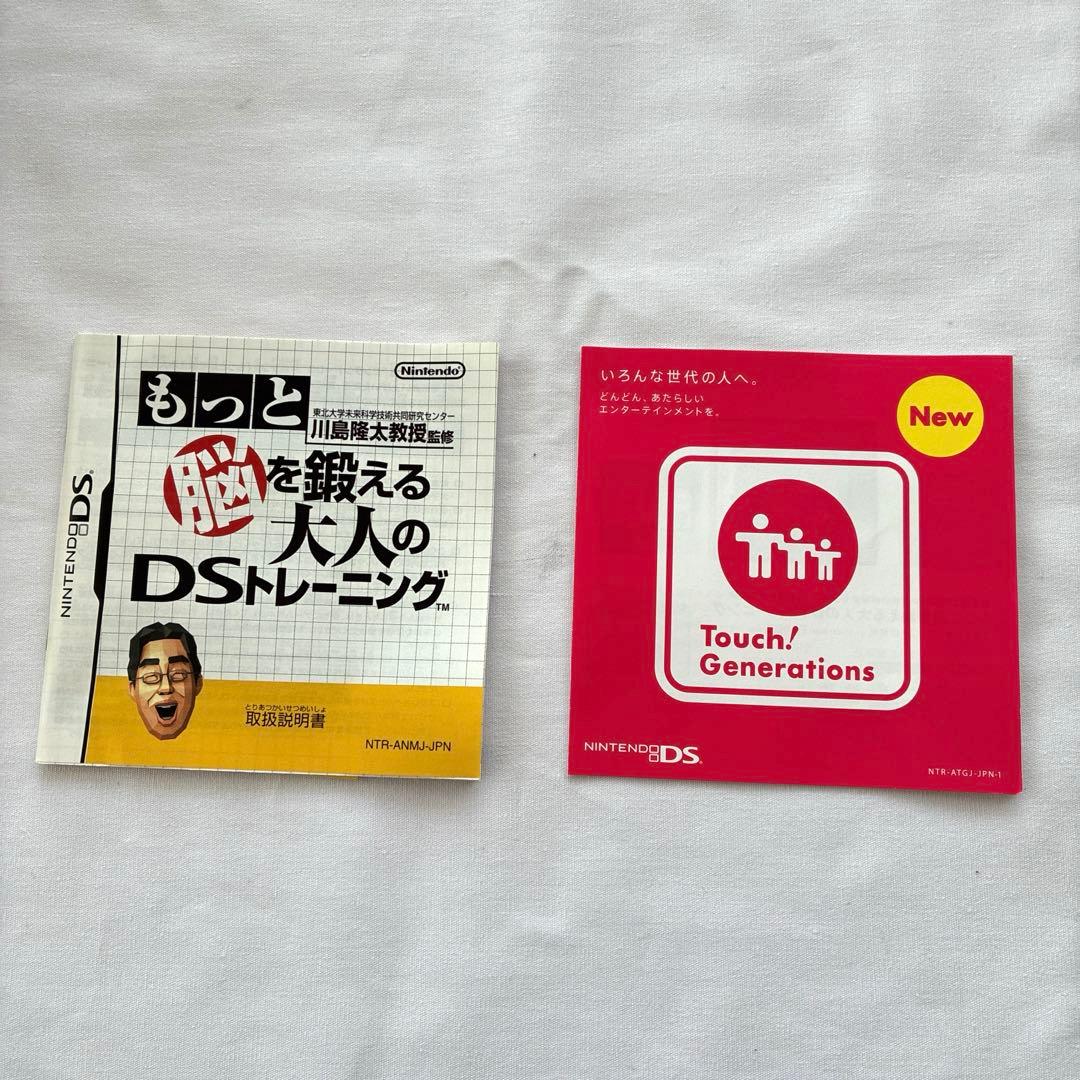 Nintendo
もっと
東北大学未来科学技術共同研究センター
川島隆太教授監修
脳を鍛える
大人の
DSトレーニング™
NINTENDO DS®
とりあつかいせつめいしょ
取扱説明書
NTR-ANMJ-JPN
いろんな世代の人へ。
どんどん、あたらしい
エンターテインメントを。
New
Touch!
Generations
NINTENDO DS®
NTR-ATGJ-JPN-1